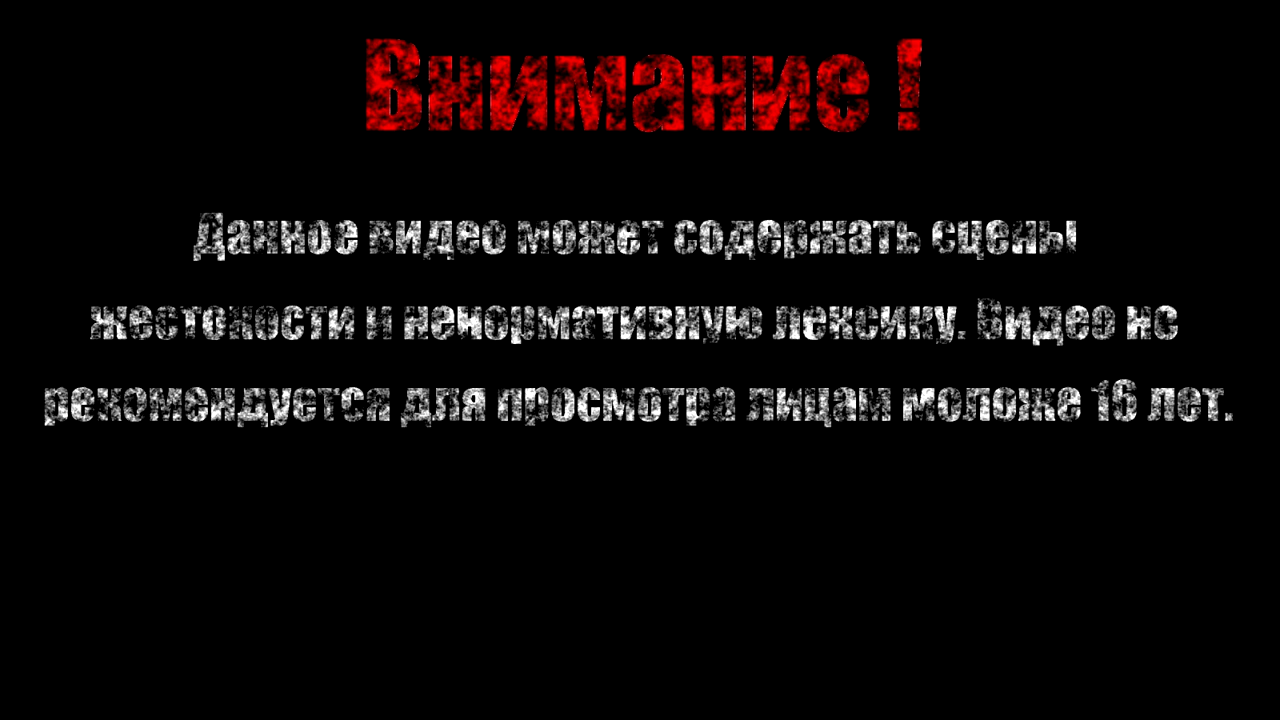 Внимание !
Данное видео может содержать сцены
жестокости и ненормативную лексику. Видео не
рекомендуется для просмотра лицам моложе 16 лет.